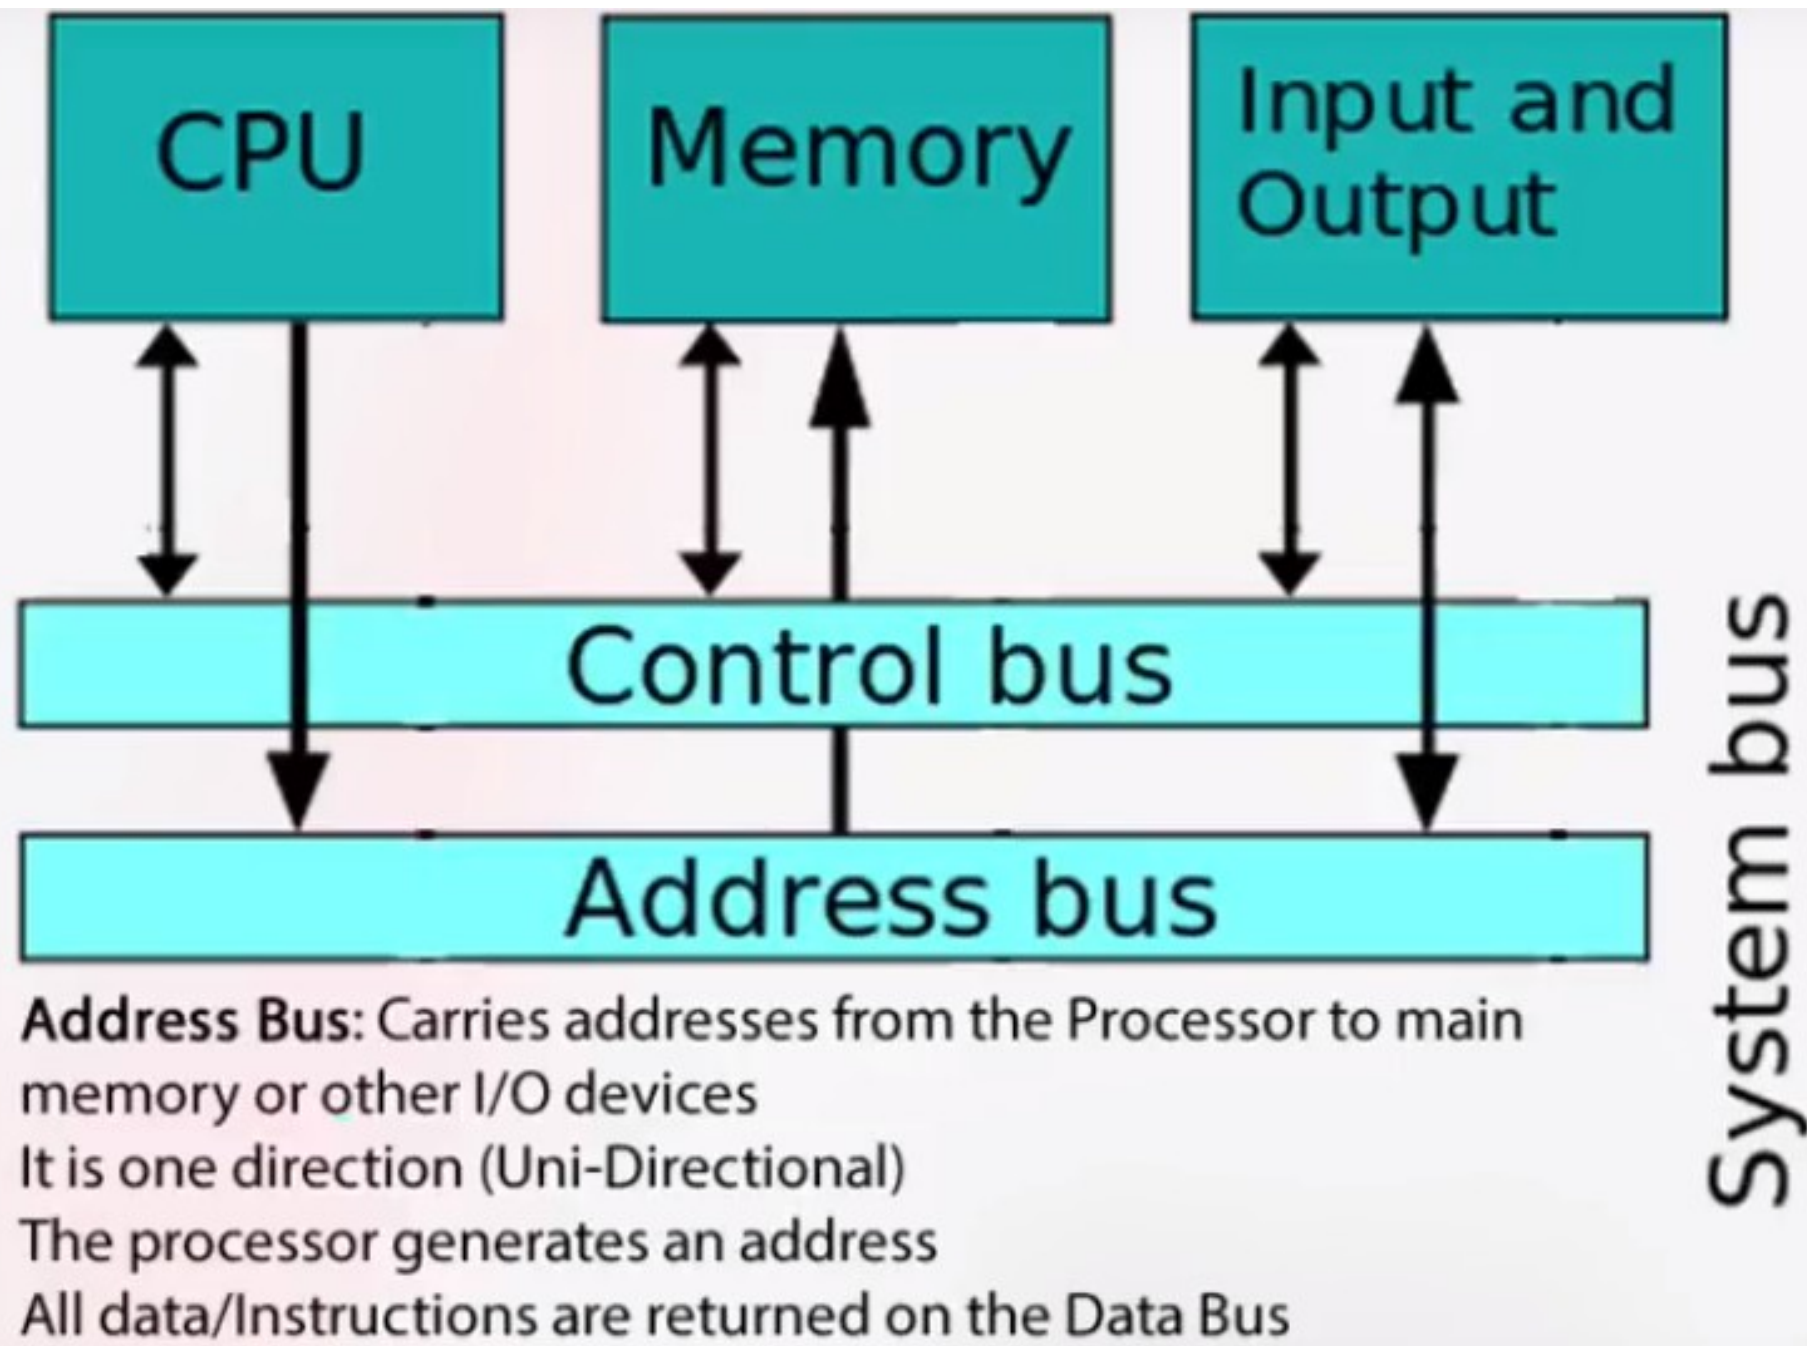 CPU
Memory
Input and
Output
Control bus
Address bus
System bus
Address Bus: Carries addresses from the Processor to main
memory or other I/O devices
It is one direction (Uni-Directional)
The processor generates an address
All data/Instructions are returned on the Data Bus